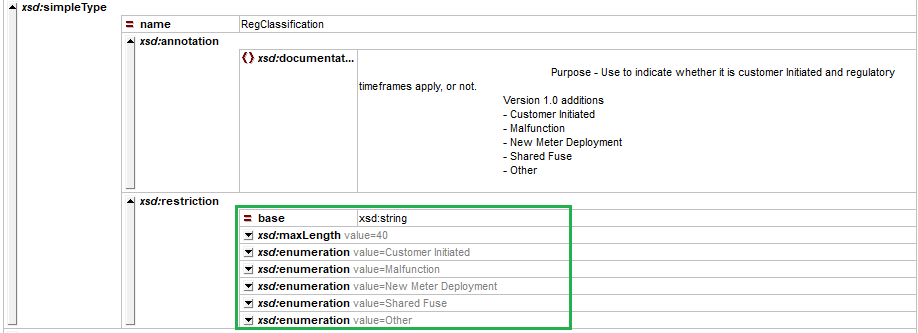 xsd:simpleType
= name RegClassification
xsd:annotation
() xsd:documentat... Purpose - Use to indicate whether it is customer Initiated and regulatory
timeframes apply, or not.
Version 1.0 additions
- Customer Initiated
- Malfunction
- New Meter Deployment
- Shared Fuse
- Other
xsd:restriction
= base xsd:string
xsd:maxLength value=40
xsd:enumeration value=Customer Initiated
xsd:enumeration value=Malfunction
xsd:enumeration value=New Meter Deployment
xsd:enumeration value=Shared Fuse
xsd:enumeration value=Other